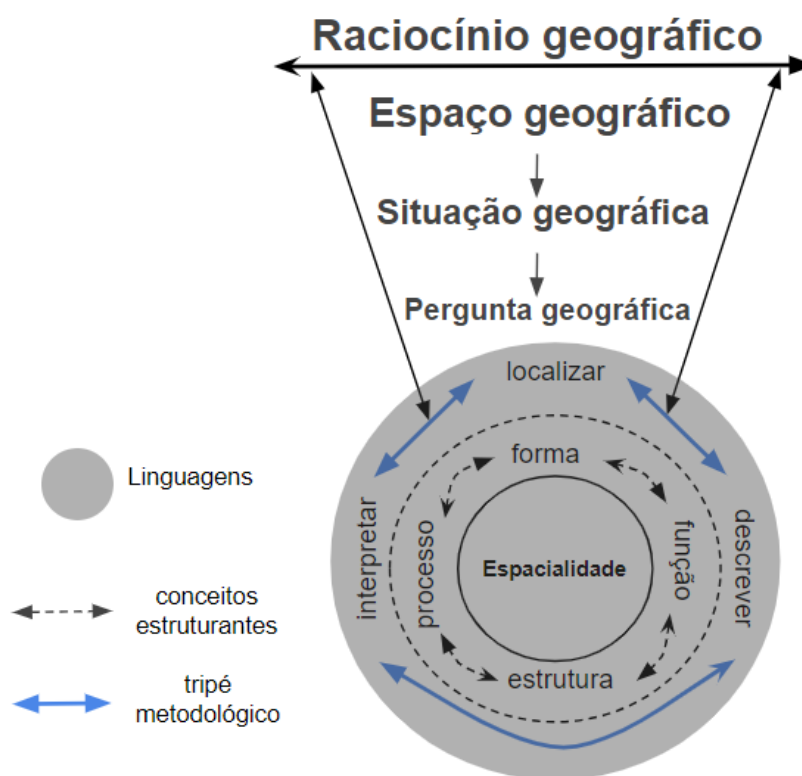 Raciocínio geográfico
Espaço geográfico
Situação geográfica
Pergunta geográfica
localizar
forma
interpretar
processo
Espacialidade
função
descrever
estrutura
Linguagens
conceitos
estruturantes
tripé
metodológico